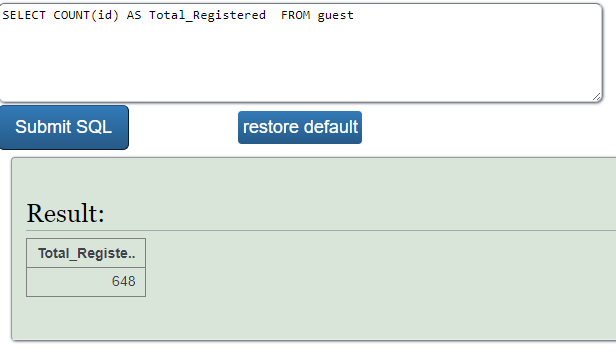 SELECT COUNT(id) AS Total_Registered  FROM guest
Submit SQL
restore default
Result:
Total_Registe..
648